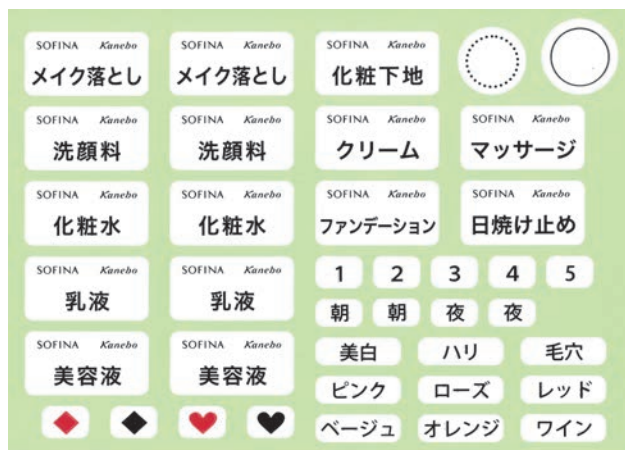 SOFINA Kanebo
メイク落とし
SOFINA Kanebo
メイク落とし
SOFINA Kanebo
化粧下地
SOFINA Kanebo
洗顔料
SOFINA Kanebo
洗顔料
SOFINA Kanebo
クリーム
SOFINA Kanebo
マッサージ
SOFINA Kanebo
化粧水
SOFINA Kanebo
化粧水
SOFINA Kanebo
ファンデーション
SOFINA Kanebo
日焼け止め
SOFINA Kanebo
乳液
SOFINA Kanebo
乳液
1 2 3 4 5
朝 朝 夜 夜
SOFINA Kanebo
美容液
SOFINA Kanebo
美容液
美白 ハリ 毛穴
ピンク ローズ レッド
ベージュ オレンジ ワイン